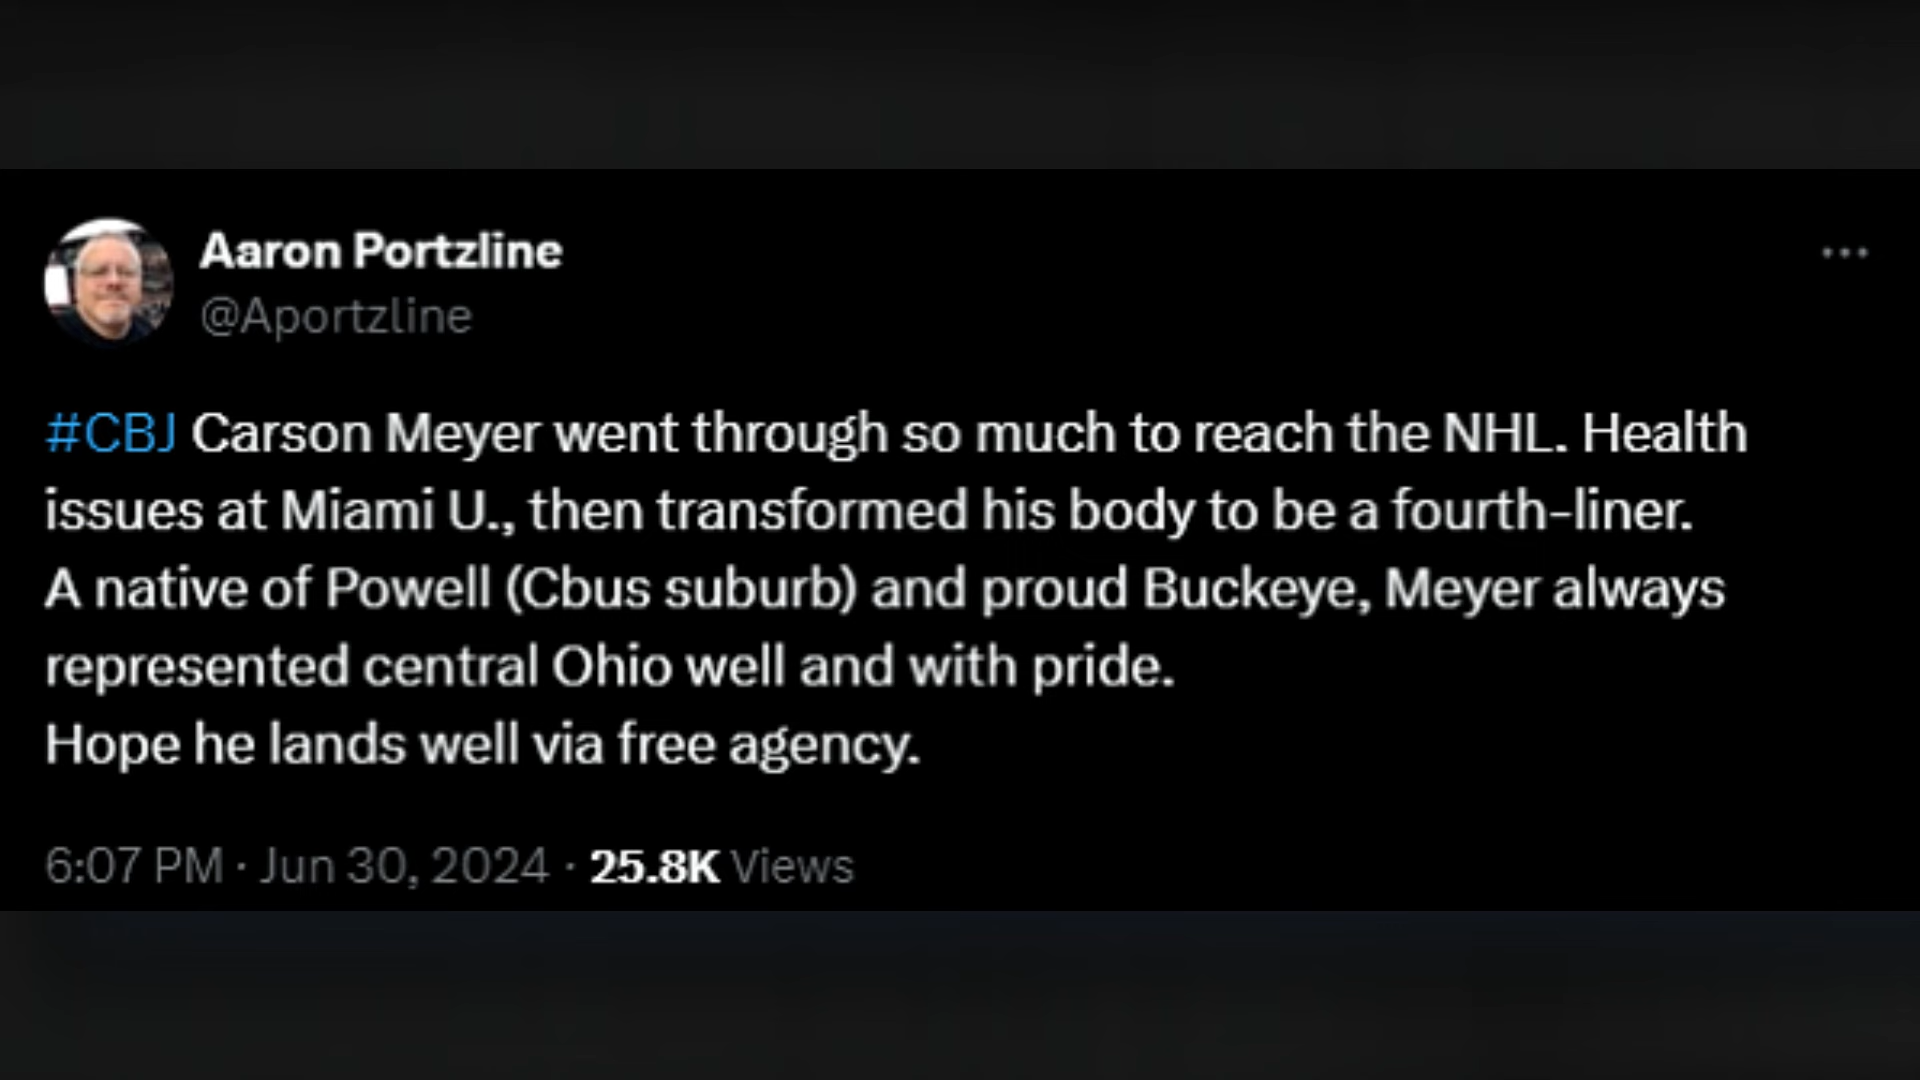 Aaron Portzline
@Aportzline
#CBJ Carson Meyer went through so much to reach the NHL. Health
issues at Miami U., then transformed his body to be a fourth-liner.
A native of Powell (Cbus suburb) and proud Buckeye, Meyer always
represented central Ohio well and with pride.
Hope he lands well via free agency.
6:07 PM · Jun 30, 2024 · 25.8K Views